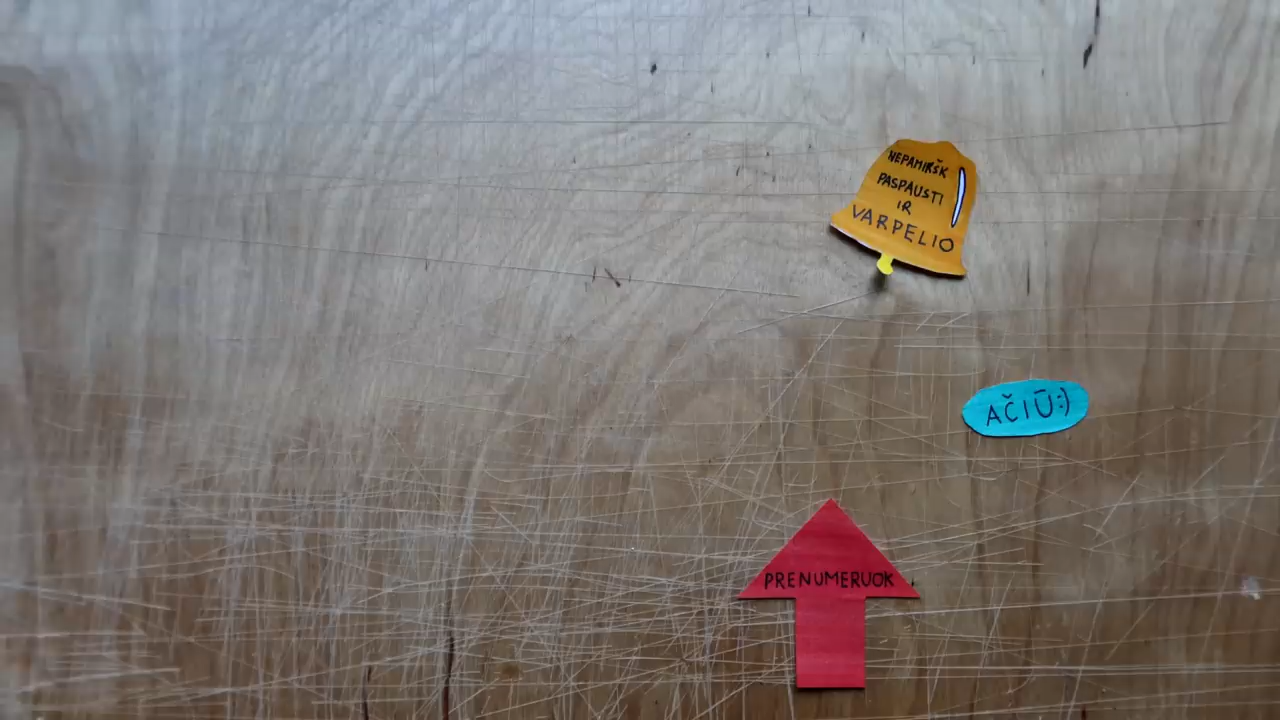 NEPAMIRŠK
PASPAUSTI
IR
VARPELIO
AČIŪ:)
PRENUMERUOK